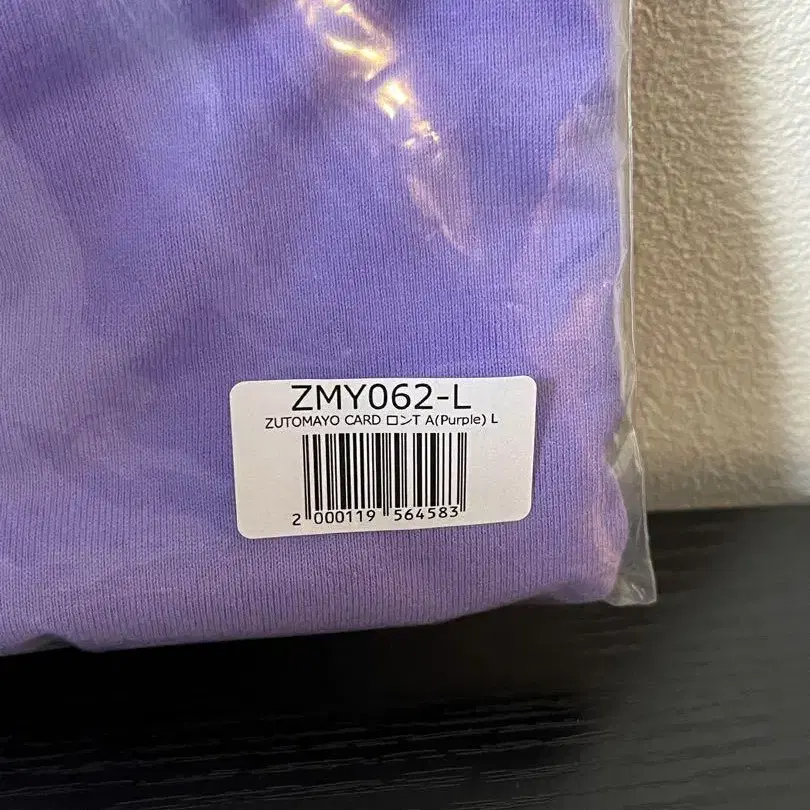 ZMY062-L
ZUTOMAYO CARD ロンT A(Purple) L
2 000119 564583